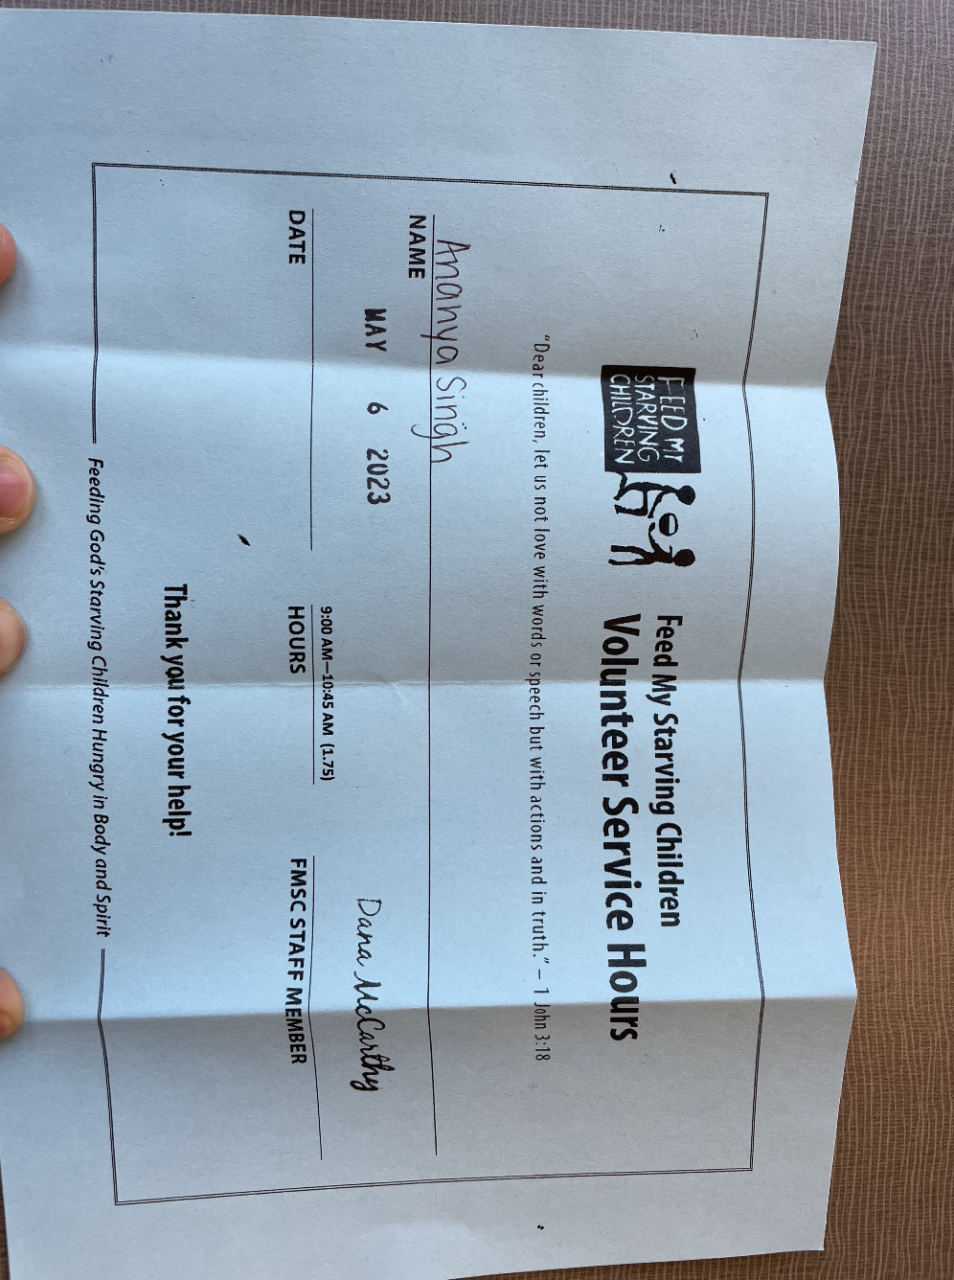 FEED MY
STARVING
CHILDREN
Feed My Starving Children
Volunteer Service Hours
"Dear children, let us not love with words or speech but with actions and in truth." – 1 John 3:18
Ananya Singh
NAME
MAY 6 2023
9:00 AM—10:45 AM (1.75)
Dana McCarthy
DATE
HOURS
FMSC STAFF MEMBER
Thank you for your help!
Feeding God's Starving Children Hungry in Body and Spirit